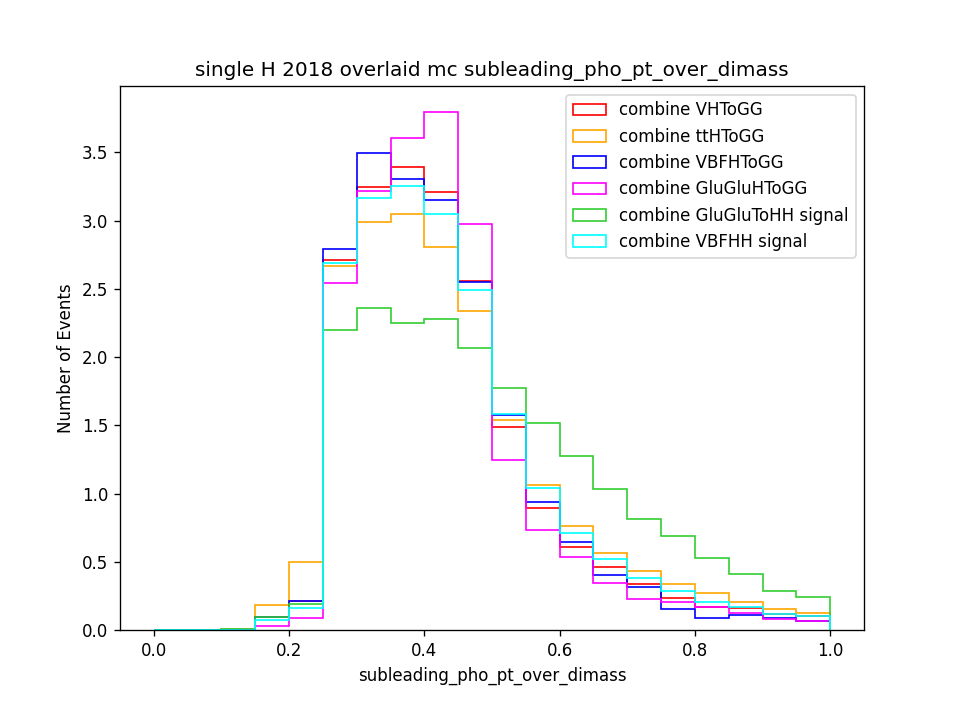 single H 2018 overlaid mc subleading_pho_pt_over_dimass
combine VHToGG
combine ttHToGG
combine VBFHToGG
combine GluGluHToGG
combine GluGluToHH signal
combine VBFHH signal
Number of Events
3.5
3.0
2.5
2.0
1.5
1.0
0.5
0.0
0.0 0.2 0.4 0.6 0.8 1.0
subleading_pho_pt_over_dimass